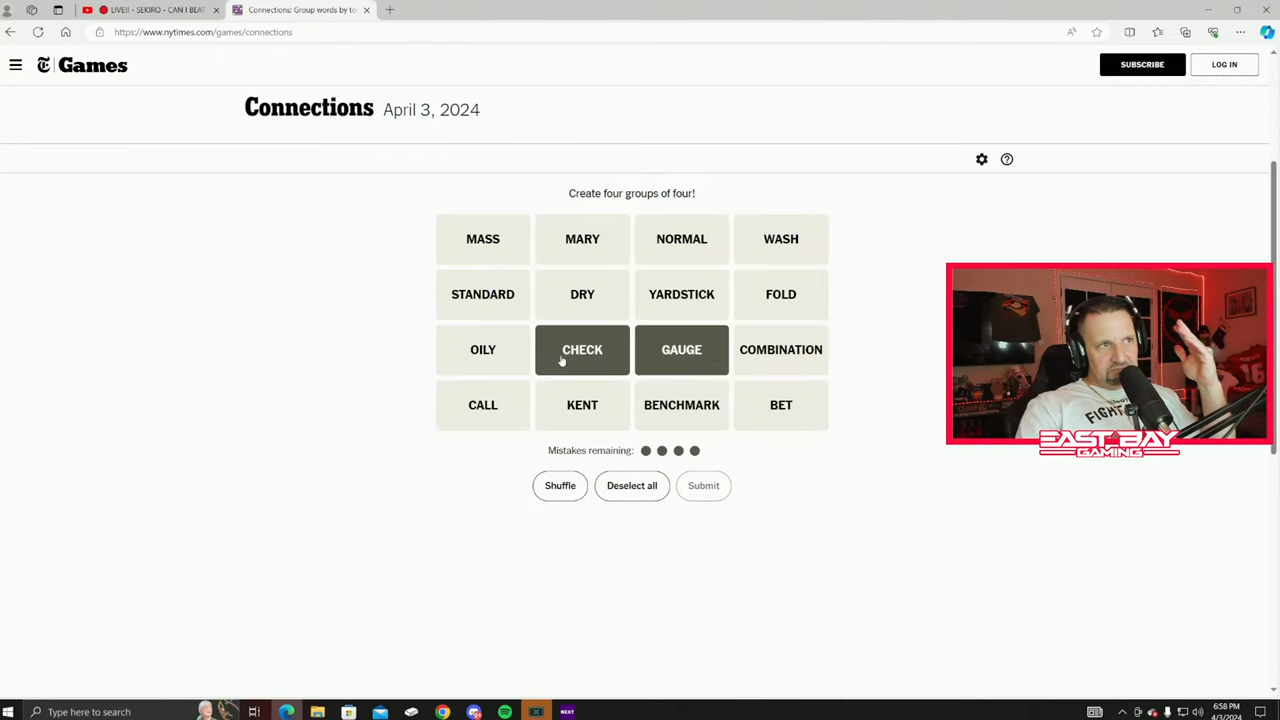 LIVE!! - SEKIRO - CAN I BEAT
Connections: Group words by to
https://www.nytimes.com/games/connections
T Games
SUBSCRIBE
LOG IN
Connections April 3, 2024
Create four groups of four!
MASS MARY NORMAL WASH
STANDARD DRY YARDSTICK FOLD
OILY CHECK GAUGE COMBINATION
CALL KENT BENCHMARK BET
Mistakes remaining:
Shuffle Deselect all Submit
FIGHT
EAST BAY
GAMING
Type here to search
NEXT
6:58 PM
4/3/2024